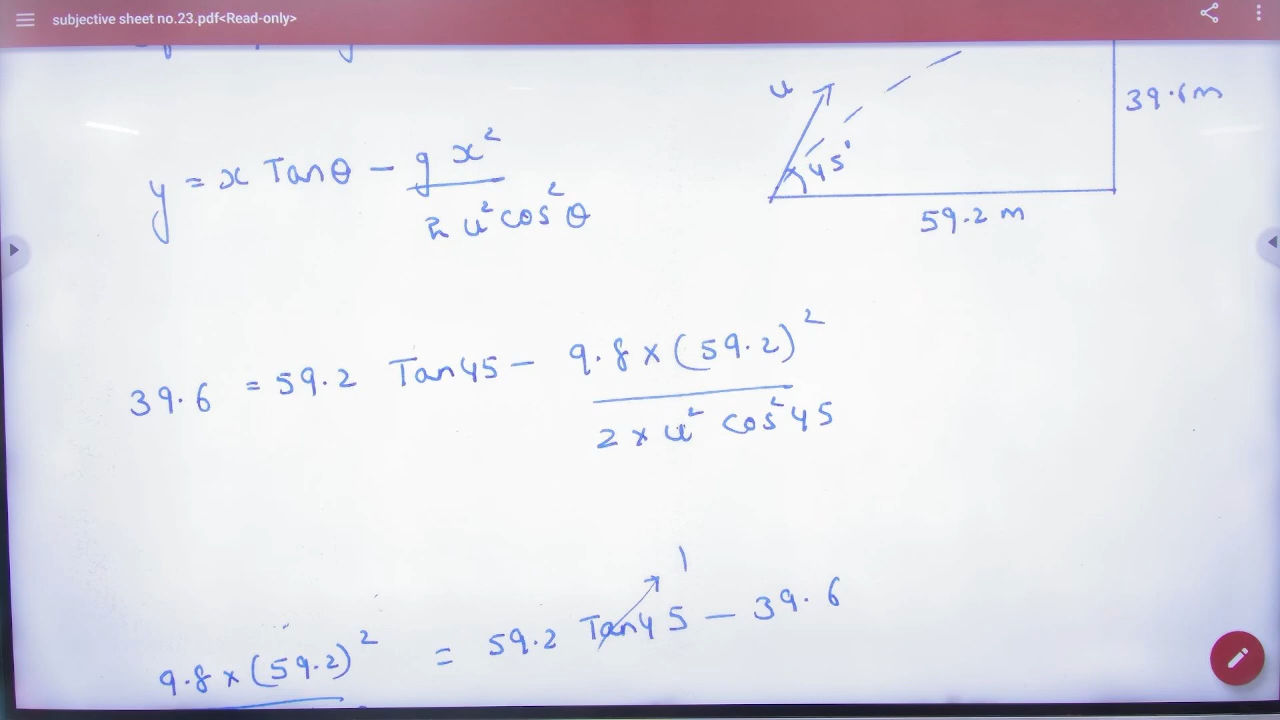 subjective sheet no.23.pdf<Read-only>
u
45°
39.6m
59.2 m
y = x Tanθ - g x² / 2 u² cos² θ
39.6 = 59.2 Tan45 - 9.8 × (59.2)² / 2 × u² cos² 45
1
9.8 × (59.2)² = 59.2 Tan45 - 39.6